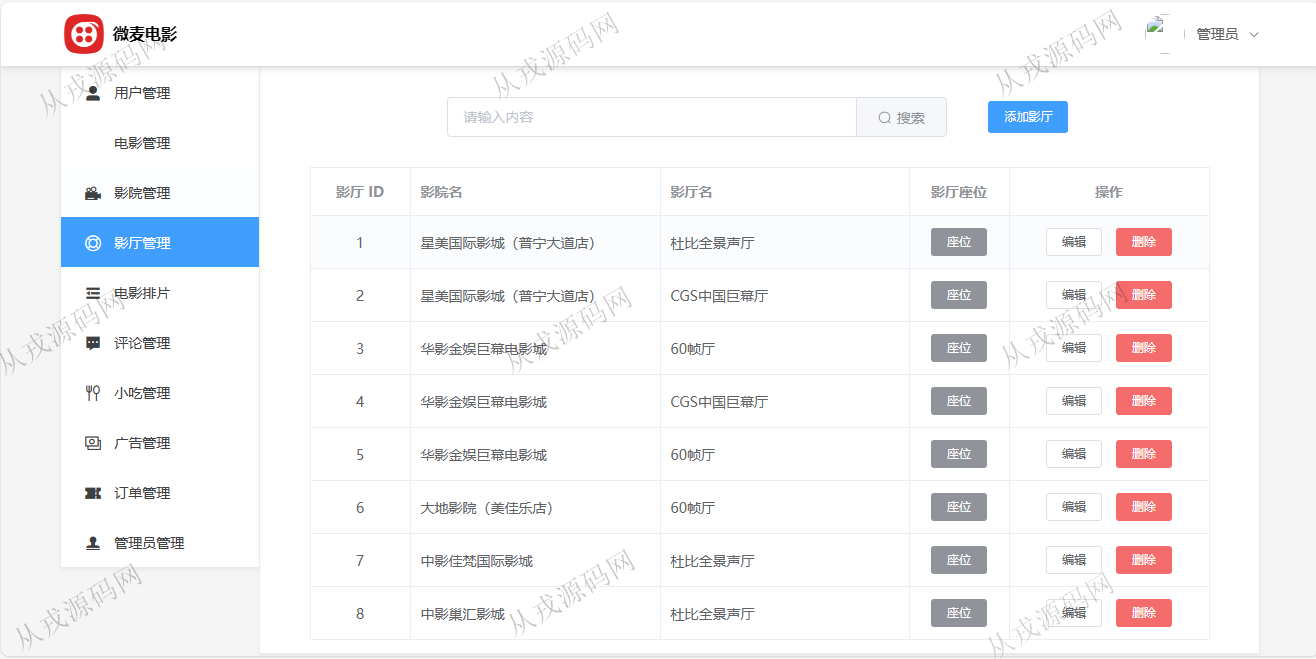 微麦电影
管理员
用户管理
电影管理
影院管理
影厅管理
电影排片
评论管理
小吃管理
广告管理
订单管理
管理员管理
请输入内容 搜索 添加影厅
影厅 ID 影院名 影厅名 影厅座位 操作
1 星美国际影城（普宁大道店） 杜比全景声厅 座位 编辑 删除
2 星美国际影城（普宁大道店） CGS中国巨幕厅 座位 编辑 删除
3 华影金娱巨幕电影城 60帧厅 座位 编辑 删除
4 华影金娱巨幕电影城 CGS中国巨幕厅 座位 编辑 删除
5 华影金娱巨幕电影城 60帧厅 座位 编辑 删除
6 大地影院（美佳乐店） 60帧厅 座位 编辑 删除
7 中影佳梵国际影城 杜比全景声厅 座位 编辑 删除
8 中影巢汇影城 杜比全景声厅 座位 编辑 删除
从戎源码网
从戎源码网
从戎源码网
从戎源码网
从戎源码网
从戎源码网
从戎源码网
从戎源码网
从戎源码网